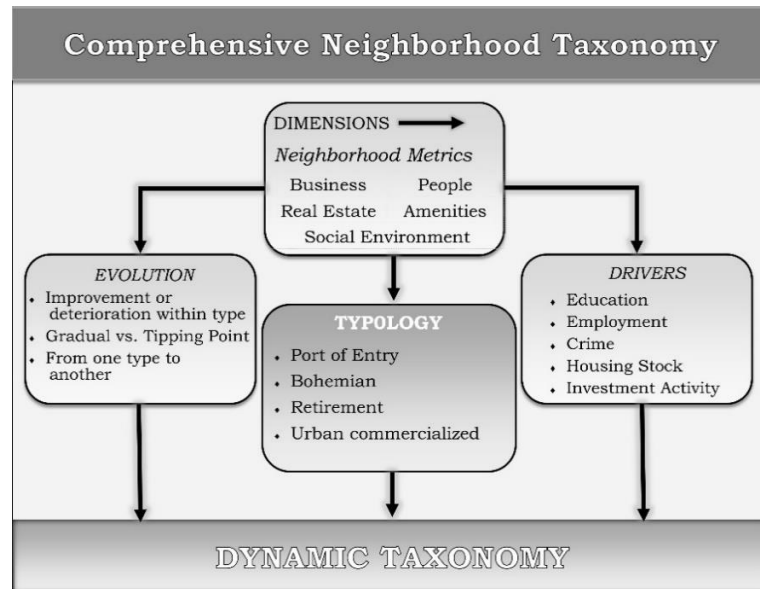 Comprehensive Neighborhood Taxonomy
DIMENSIONS
Neighborhood Metrics
Business People
Real Estate Amenities
Social Environment
EVOLUTION
• Improvement or
deterioration within type
• Gradual vs. Tipping Point
• From one type to
another
TYP0LOGY
• Port of Entry
• Bohemian
• Retirement
• Urban commercialized
DRIVERS
• Education
• Employment
• Crime
• Housing Stock
• Investment Activity
DYNAMIC TAXONOMY